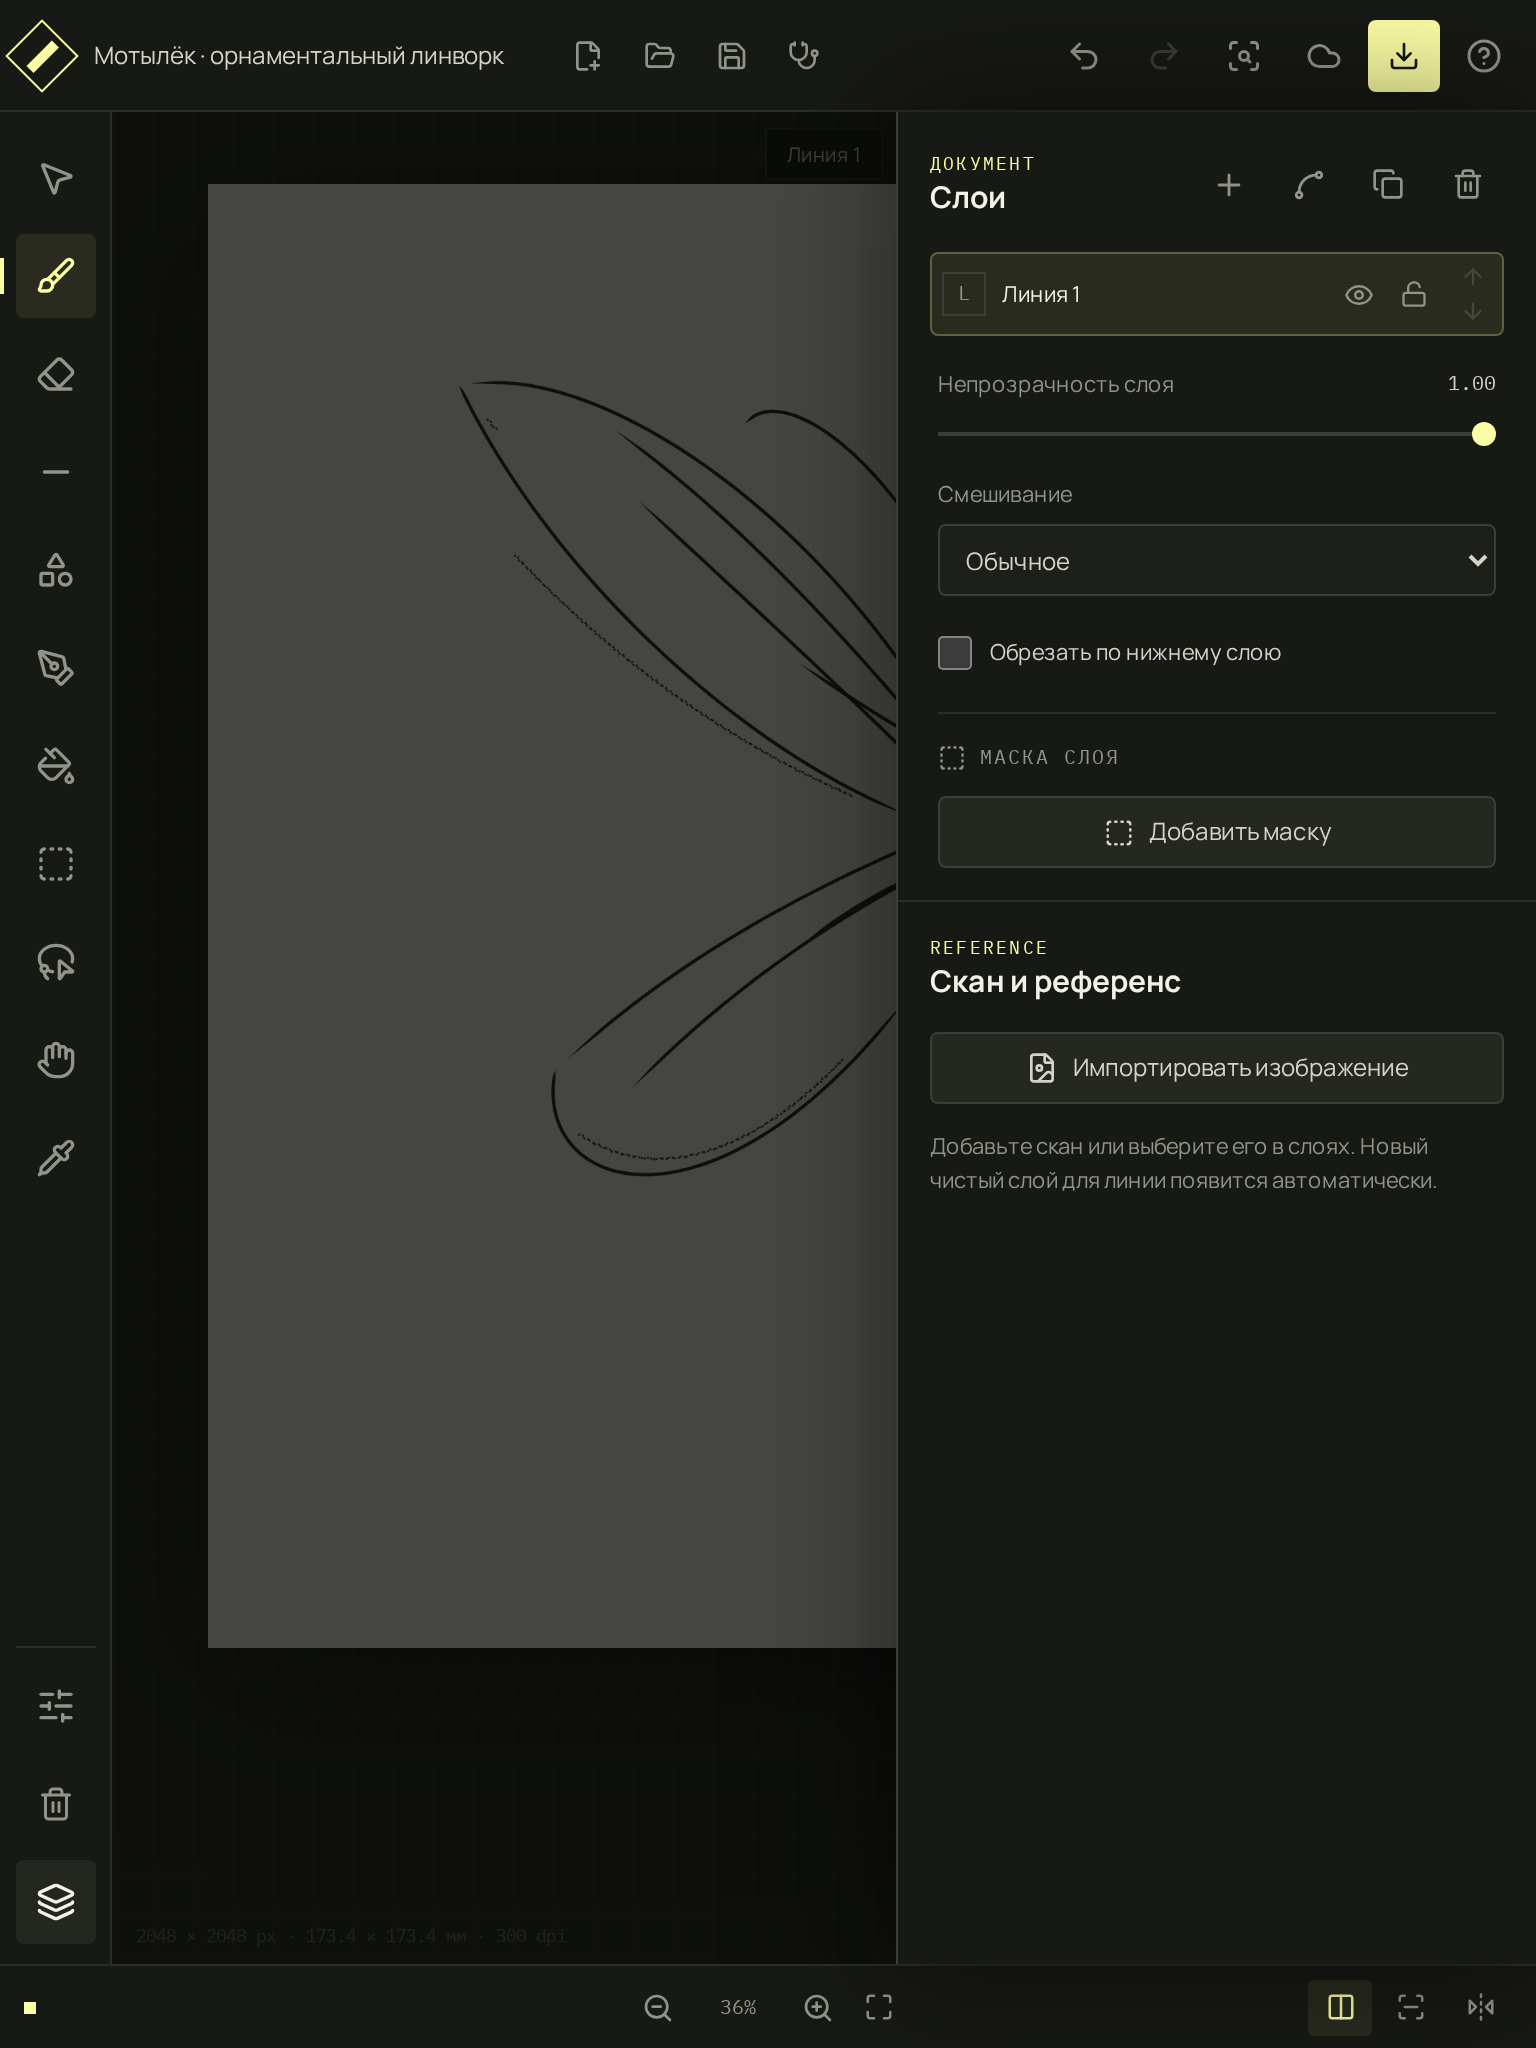 Мотылёк · орнаментальный линворк
Линия 1
ДОКУМЕНТ
Слои
L
Линия 1
Непрозрачность слоя
1.00
Смешивание
Обычное
Обрезать по нижнему слою
МАСКА СЛОЯ
Добавить маску
REFERENCE
Скан и референс
Импортировать изображение
Добавьте скан или выберите его в слоях. Новый
чистый слой для линии появится автоматически.
2048 × 2048 px · 173.4 × 173.4 мм · 300 dpi
36%